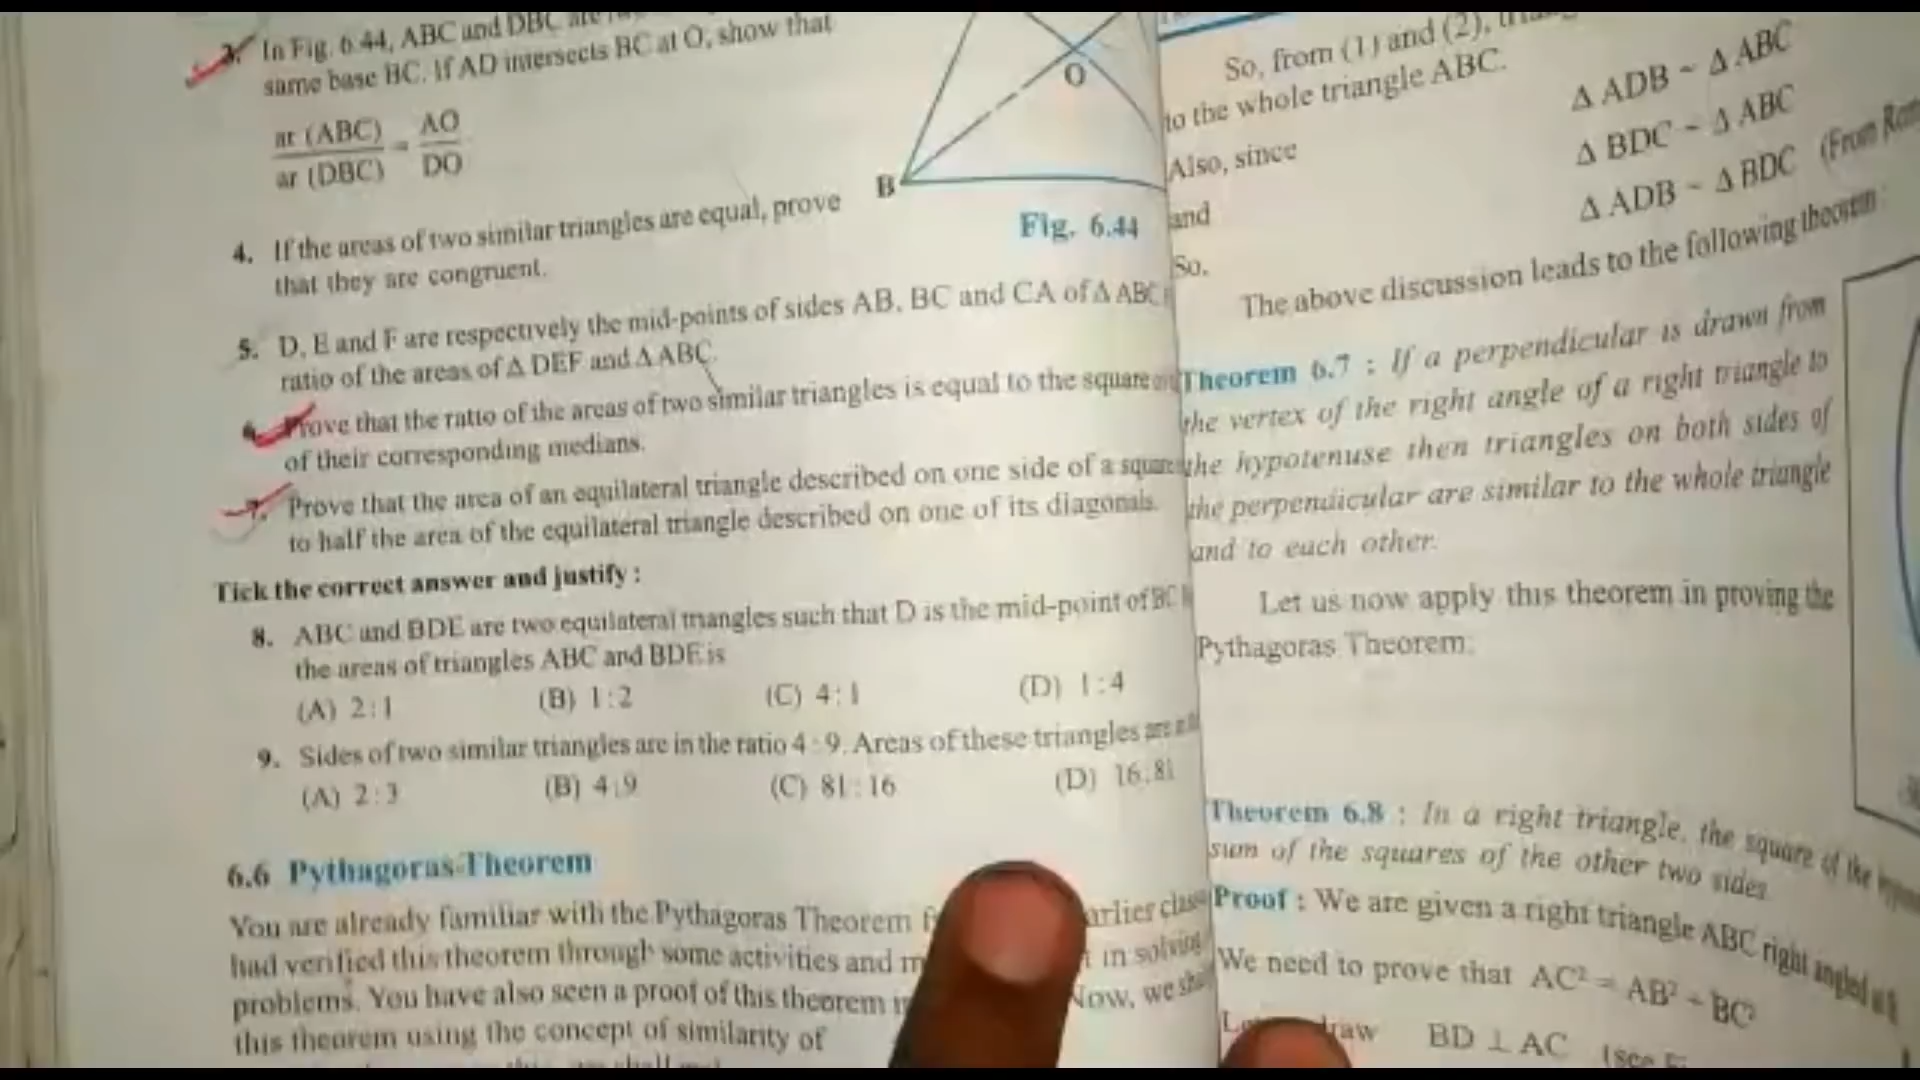 3. In Fig. 6.44, ABC and DBC are
same base BC. If AD intersects BC at O, show that
ar (ABC) / ar (DBC) = AO / DO
O
B
Fig. 6.44
4. If the areas of two similar triangles are equal, prove
that they are congruent.
5. D, E and F are respectively the mid-points of sides AB, BC and CA of Δ ABC
ratio of the areas of Δ DEF and Δ ABC.
6. Prove that the ratio of the areas of two similar triangles is equal to the square
of their corresponding medians.
7. Prove that the area of an equilateral triangle described on one side of a square
to half the area of the equilateral triangle described on one of its diagonals.
Tick the correct answer and justify :
8. ABC and BDE are two equilateral triangles such that D is the mid-point of BC
the areas of triangles ABC and BDE is
(A) 2 : 1 (B) 1 : 2 (C) 4 : 1 (D) 1 : 4
9. Sides of two similar triangles are in the ratio 4 : 9. Areas of these triangles are
(A) 2 : 3 (B) 4 : 9 (C) 81 : 16 (D) 16 : 81
6.6 Pythagoras Theorem
You are already familiar with the Pythagoras Theorem
had verified this theorem through some activities and in solving
problems. You have also seen a proof of this theorem Now, we
this theorem using the concept of similarity of
So, from (1) and (2),
to the whole triangle ABC.
Δ ADB ~ Δ ABC
Also, since Δ BDC ~ Δ ABC
and Δ ADB ~ Δ BDC (From
So,
The above discussion leads to the following theorem :
Theorem 6.7 : If a perpendicular is drawn from
the vertex of the right angle of a right triangle to
the hypotenuse then triangles on both sides of
the perpendicular are similar to the whole triangle
and to each other.
Let us now apply this theorem in proving the
Pythagoras Theorem:
Theorem 6.8 : In a right triangle, the square of the
sum of the squares of the other two sides.
Proof : We are given a right triangle ABC right angled at
We need to prove that AC² = AB² + BC²
draw BD ⊥ AC (see